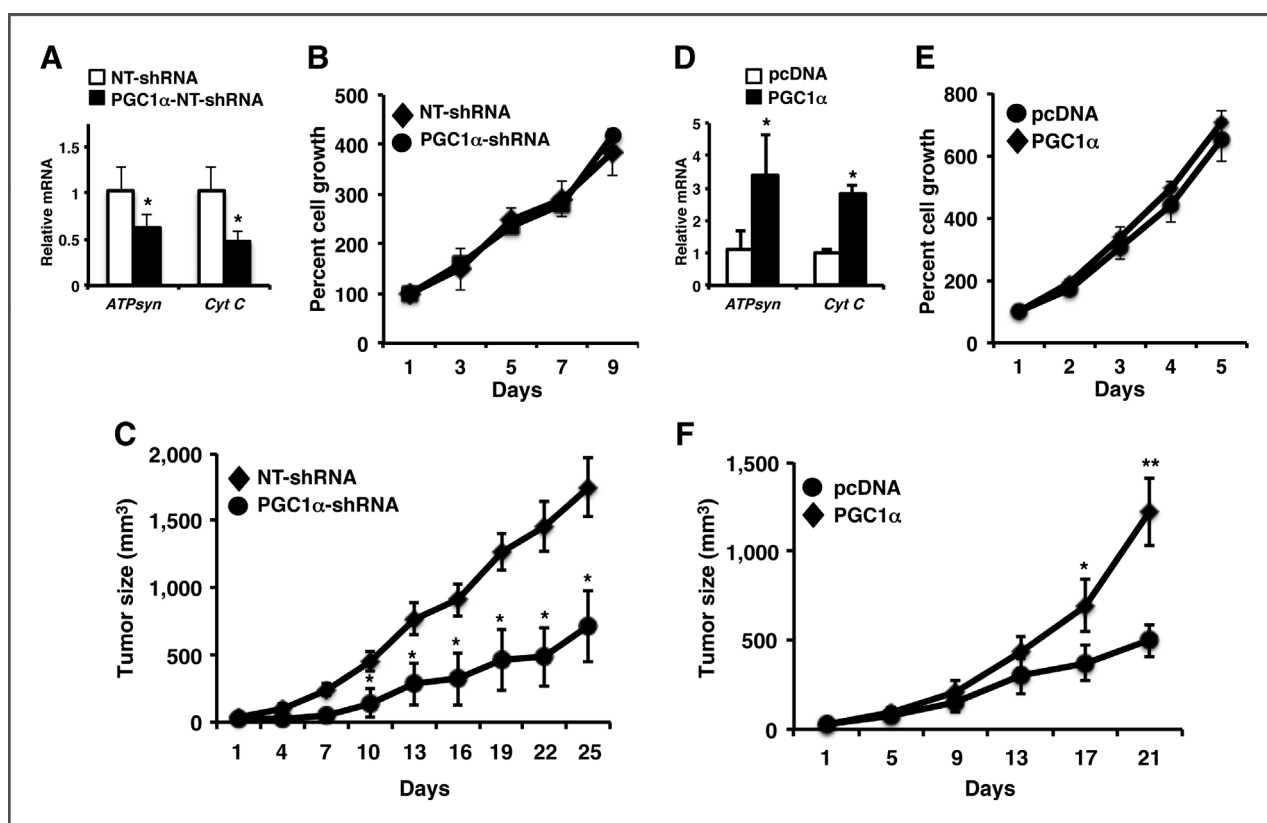 A
NT-shRNA
PGC1α-NT-shRNA
Relative mRNA
1.5
1
0.5
0
ATPsyn
Cyt C
B
NT-shRNA
PGC1α-shRNA
Percent cell growth
500
400
300
200
100
0
1 3 5 7 9
Days
*
*
D
pcDNA
PGC1α
Relative mRNA
5
4
3
2
1
0
*
*
ATPsyn
Cyt C
E
pcDNA
PGC1α
Percent cell growth
800
600
400
200
0
1 2 3 4 5
Days
C
NT-shRNA
PGC1α-shRNA
Tumor size (mm³)
2,000
1,500
1,000
500
0
* * * * * *
1 4 7 10 13 16 19 22 25
Days
F
pcDNA
PGC1α
Tumor size (mm³)
1,500
1,000
500
0
*
**
1 5 9 13 17 21
Days